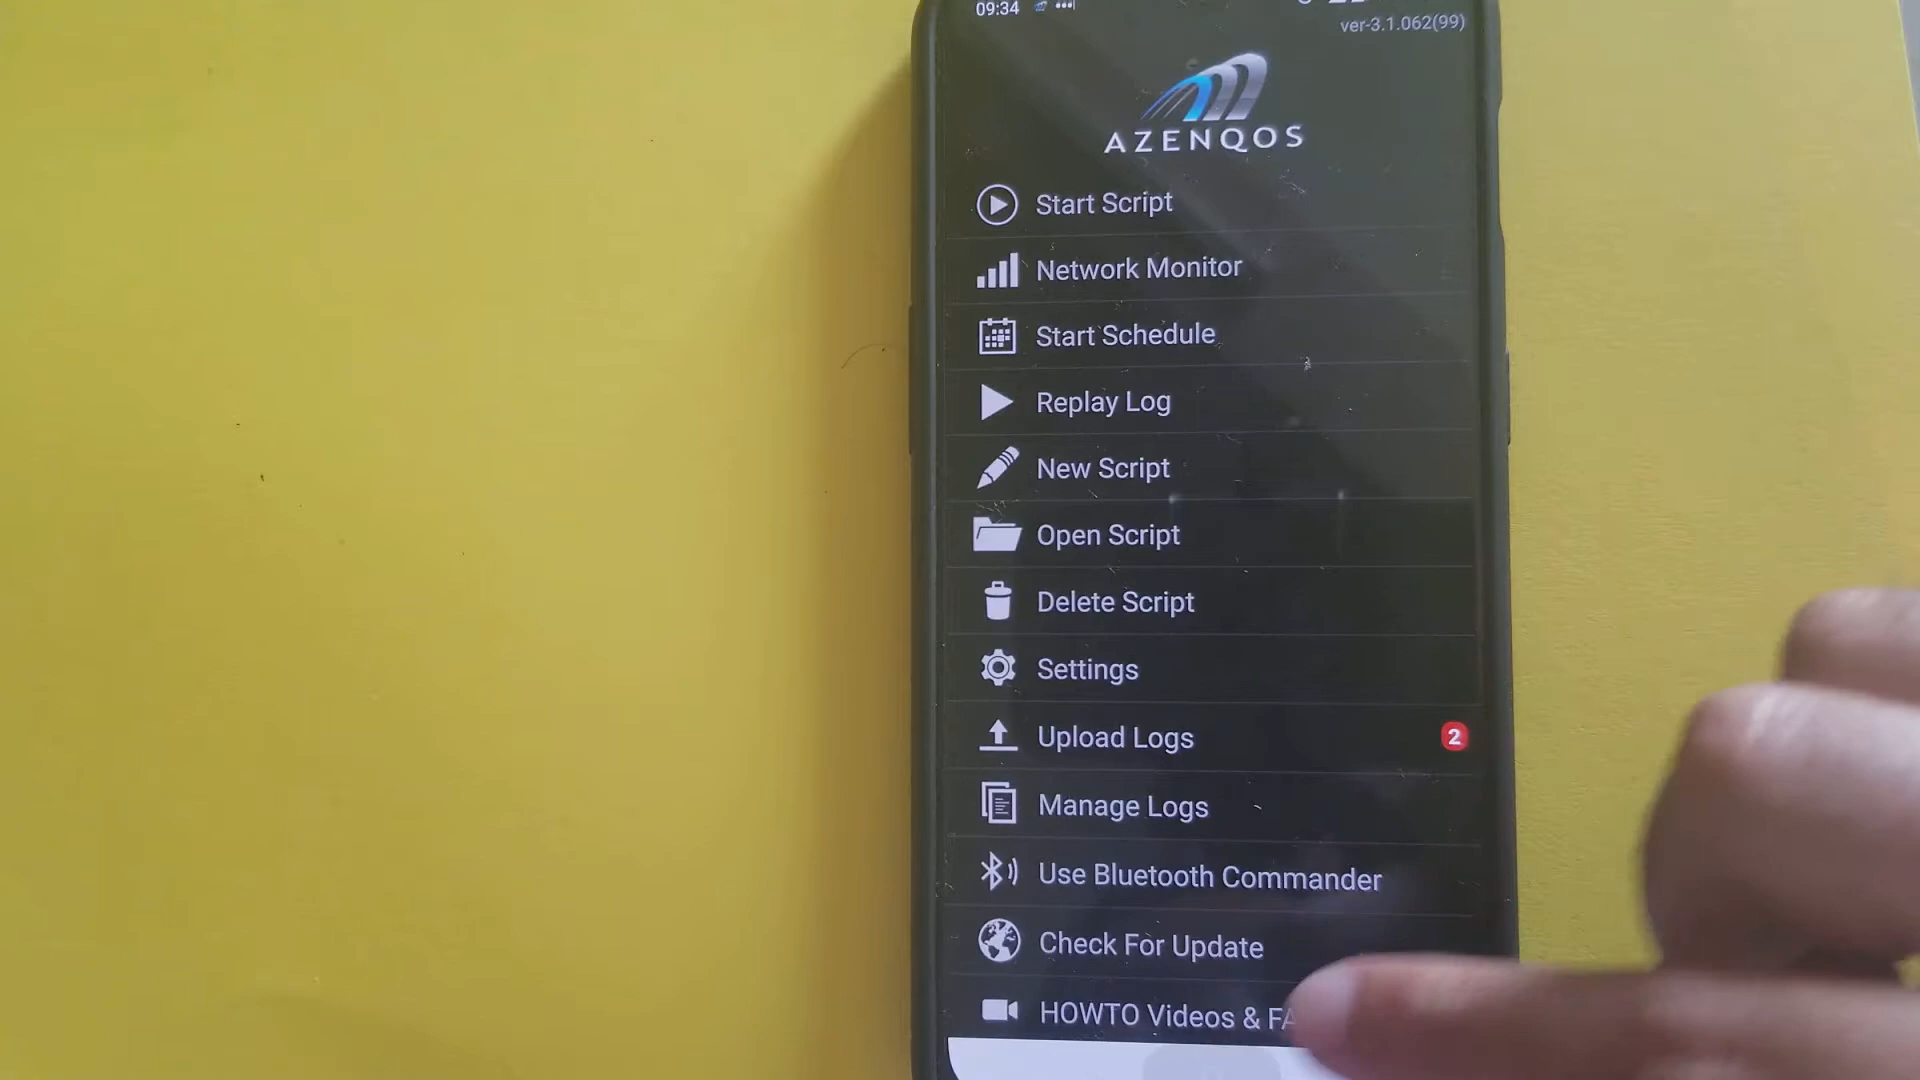 09:34
ver-3.1.062(99)
AZENQOS
Start Script
Network Monitor
Start Schedule
Replay Log
New Script
Open Script
Delete Script
Settings
Upload Logs 2
Manage Logs
Use Bluetooth Commander
Check For Update
HOWTO Videos & FA